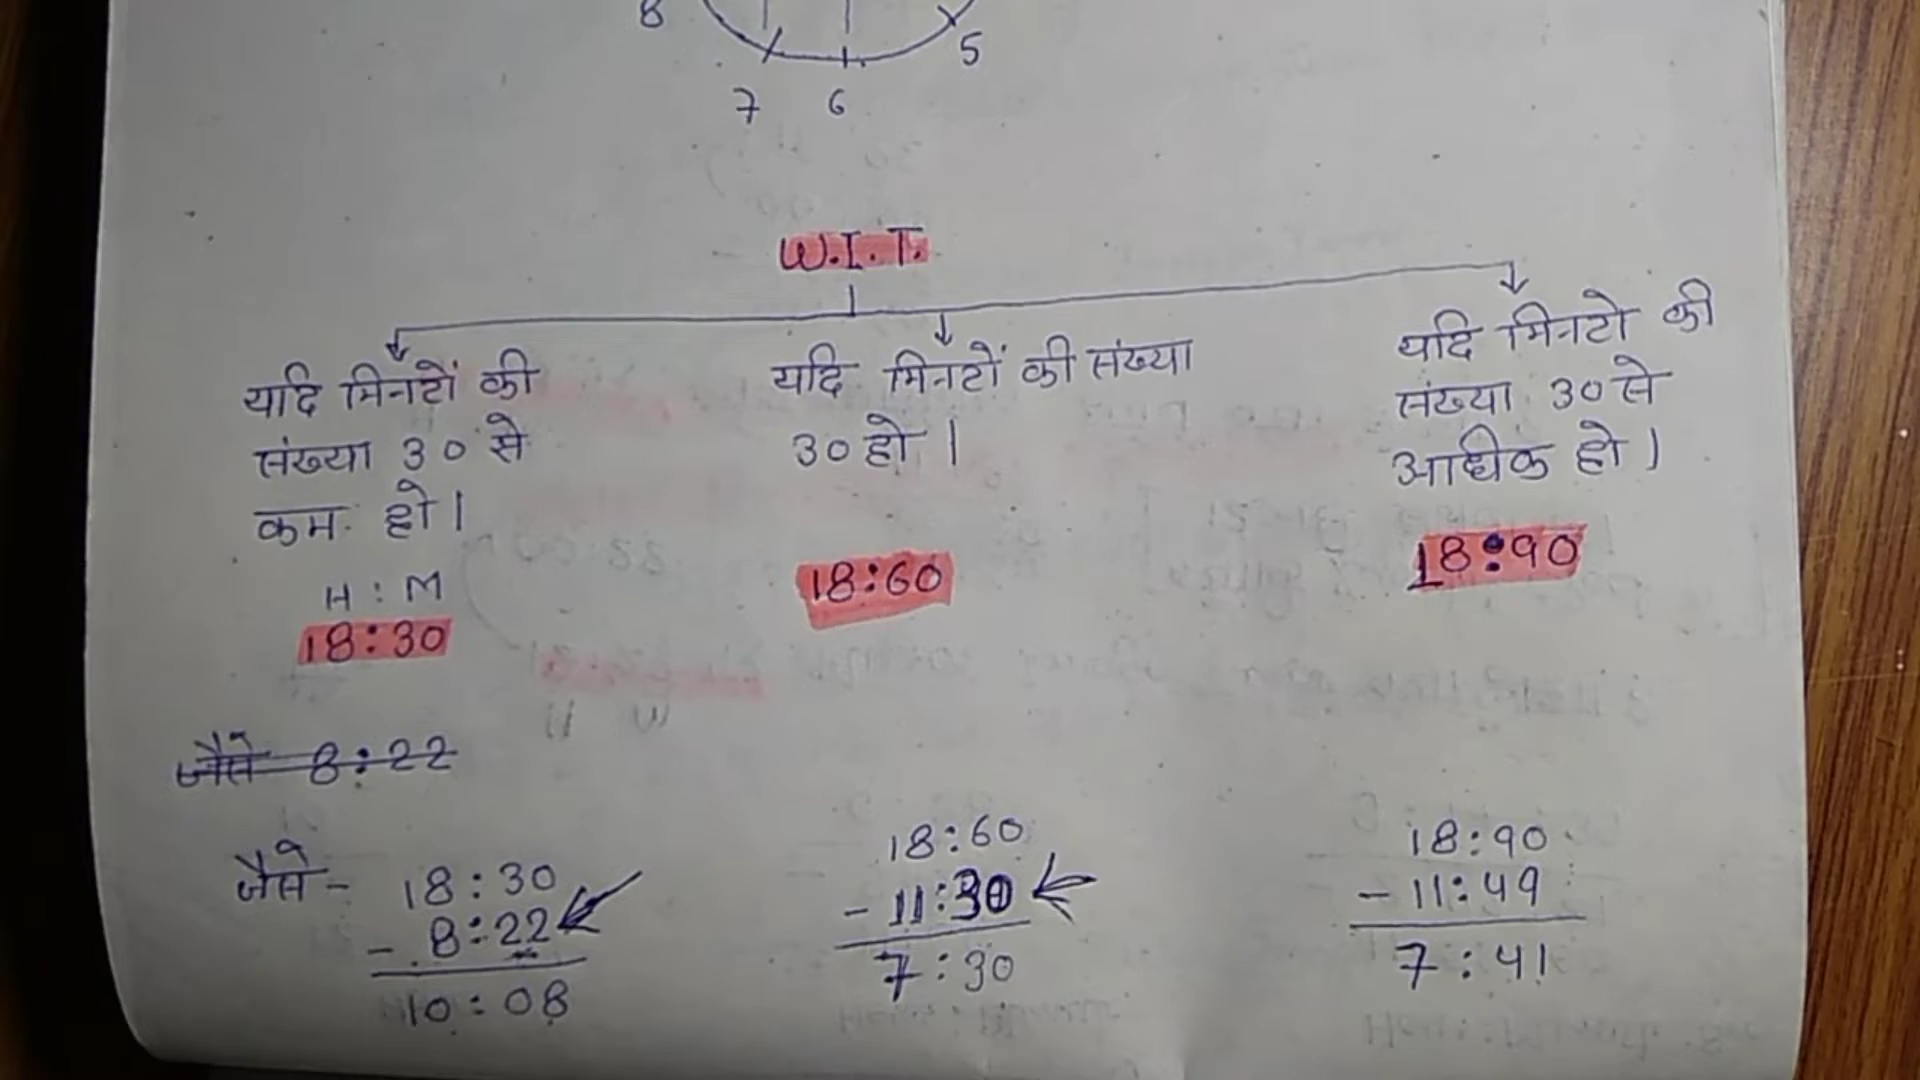 8
5
7 6
W.I.T.
यदि मिनटों की
संख्या 30 से
कम हो।
H : M
18:30
यदि मिनटों की संख्या
30 हो।
18:60
यदि मिनटो की
संख्या 30 से
आधीक हो।
18:90
जैसे 8:22
जैसे - 18:30
- 8:22
10:08
18:60
- 11:30
7:30
18:90
- 11:49
7:41